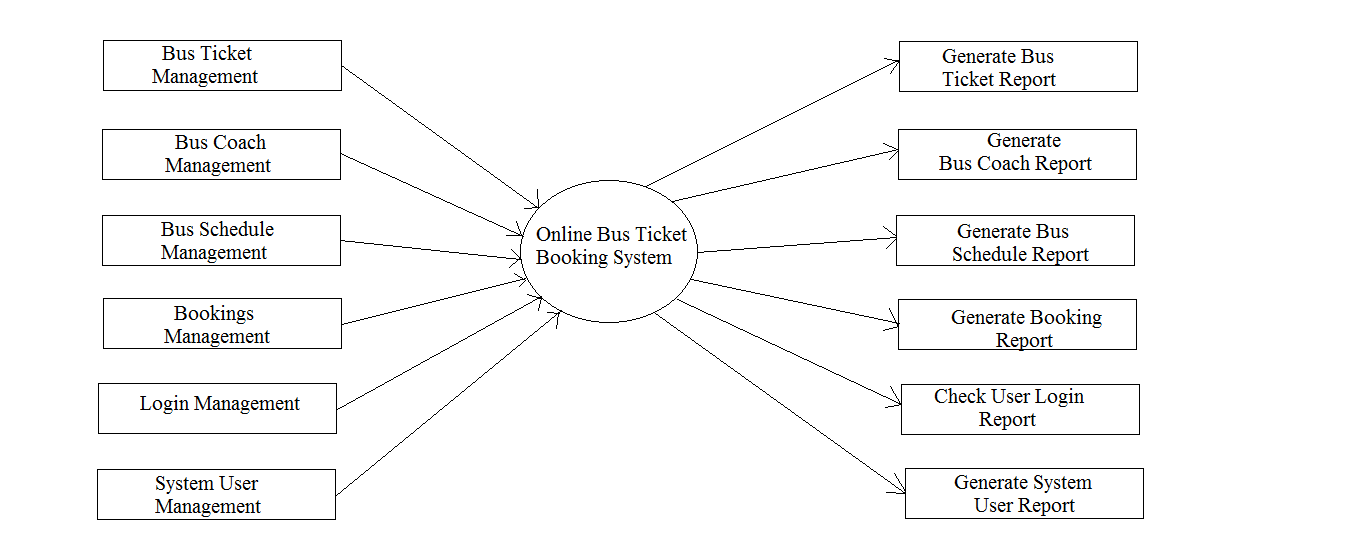 Bus Ticket
Management
Bus Coach
Management
Bus Schedule
Management
Bookings
Management
Login Management
System User
Management
Online Bus Ticket
Booking System
Generate Bus
Ticket Report
Generate
Bus Coach Report
Generate Bus
Schedule Report
Generate Booking
Report
Check User Login
Report
Generate System
User Report